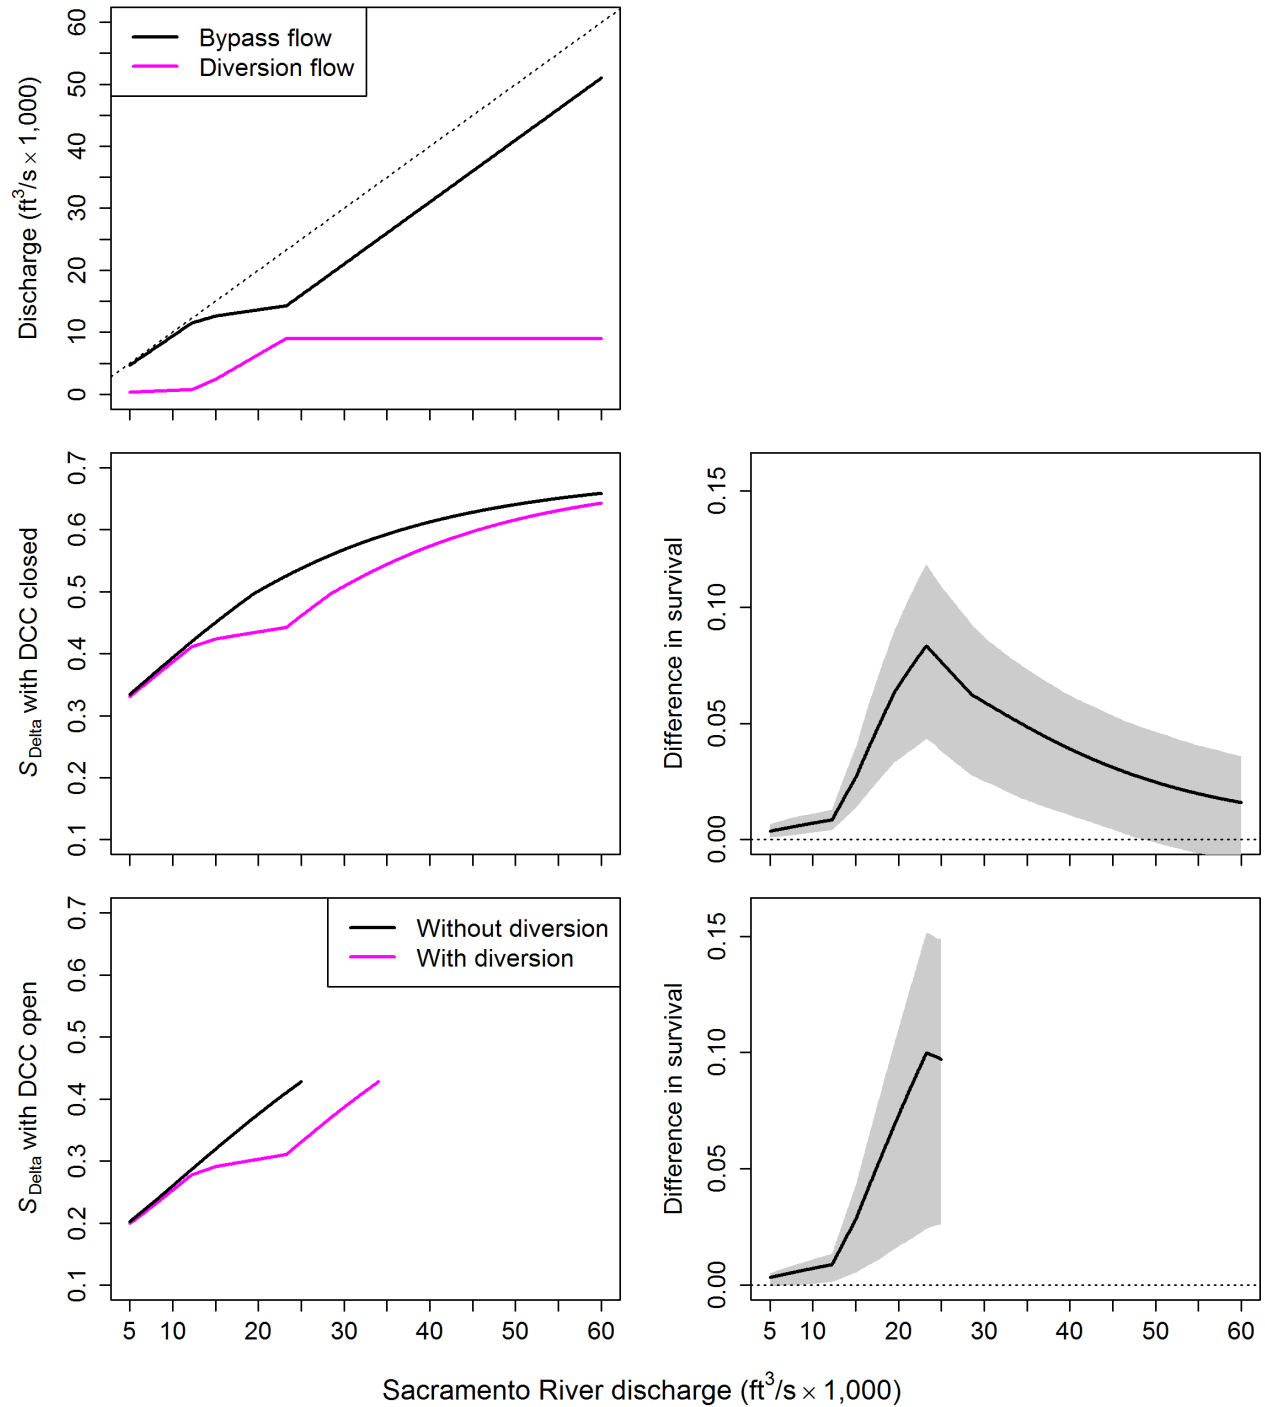 Discharge (ft³/s × 1,000)
60
50
40
30
20
10
0
Bypass flow
Diversion flow
S Delta with DCC closed
0.7
0.6
0.5
0.4
0.3
0.2
0.1
Difference in survival
0.15
0.10
0.05
0.00
S Delta with DCC open
0.7
0.6
0.5
0.4
0.3
0.2
0.1
Without diversion
With diversion
5 10 20 30 40 50 60
Difference in survival
0.15
0.10
0.05
0.00
5 10 20 30 40 50 60
Sacramento River discharge (ft³/s × 1,000)